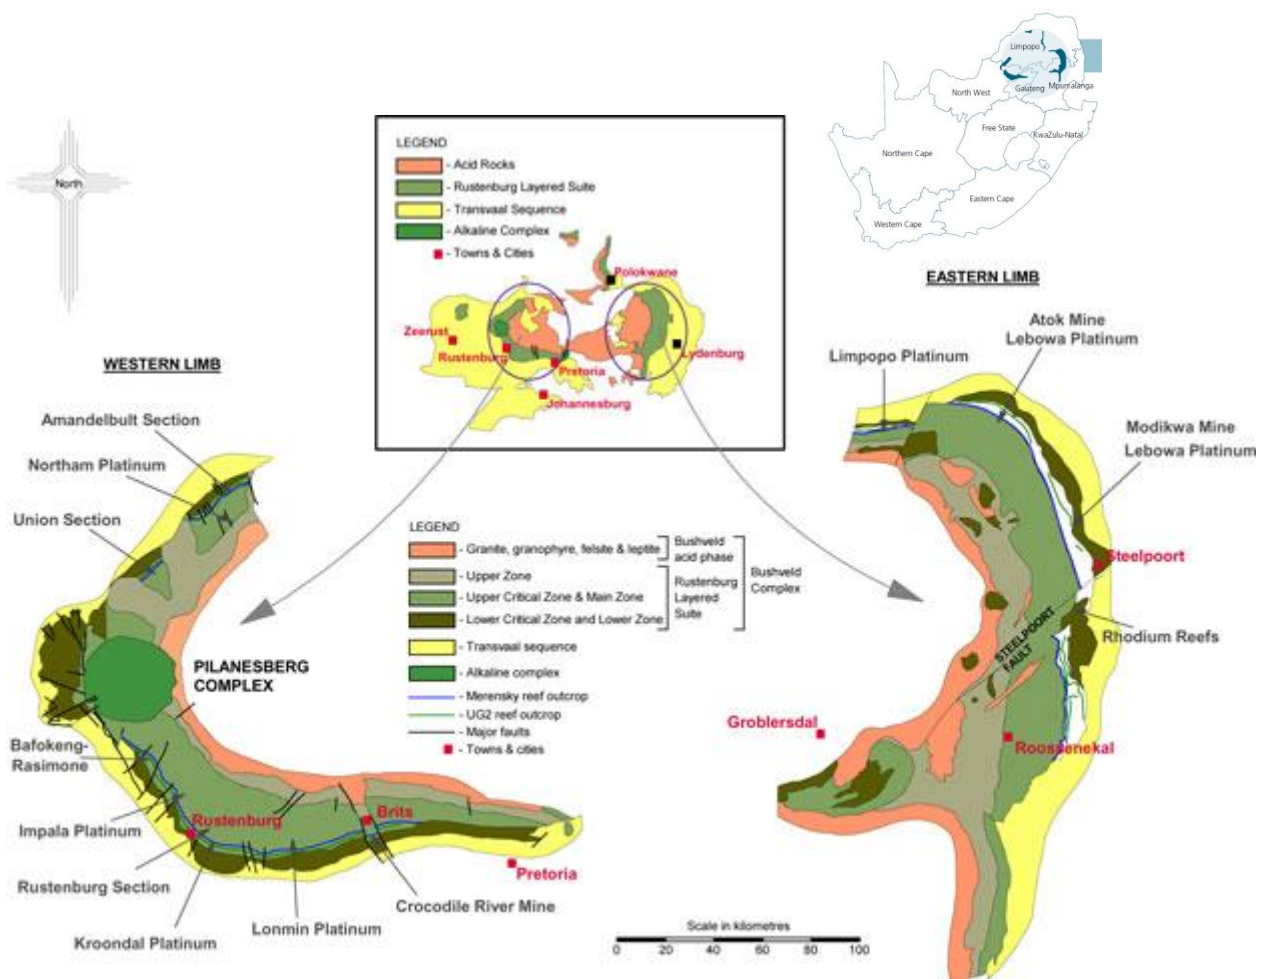 Limpopo
North West
Gauteng
Mpumalanga
Free State
KwaZulu-Natal
Northern Cape
Eastern Cape
Western Cape
North
LEGEND
- Acid Rocks
- Rustenburg Layered Suite
- Transvaal Sequence
- Alkaline Complex
- Towns & Cities
Polokwane
Zeerust
Rustenburg
Lydenburg
Pretoria
Johannesburg
WESTERN LIMB
Amandelbult Section
Northam Platinum
Union Section
PILANESBERG
COMPLEX
Bafokeng-
Rasimone
Impala Platinum
Rustenburg
Brits
Rustenburg Section
Pretoria
Crocodile River Mine
Lonmin Platinum
Kroondal Platinum
LEGEND
- Granite, granophyre, felsite & leptite
Bushveld
acid phase
- Upper Zone
- Upper Critical Zone & Main Zone
- Lower Critical Zone and Lower Zone
Rustenburg
Layered
Suite
Bushveld
Complex
- Transvaal sequence
- Alkaline complex
- Merensky reef outcrop
- UG2 reef outcrop
- Major faults
- Towns & cities
EASTERN LIMB
Atok Mine
Lebowa Platinum
Limpopo Platinum
Modikwa Mine
Lebowa Platinum
Steelpoort
Rhodium Reefs
STEELPOORT
FAULT
Groblersdal
Roossenekal
Scale in kilometres
0 20 40 60 80 100